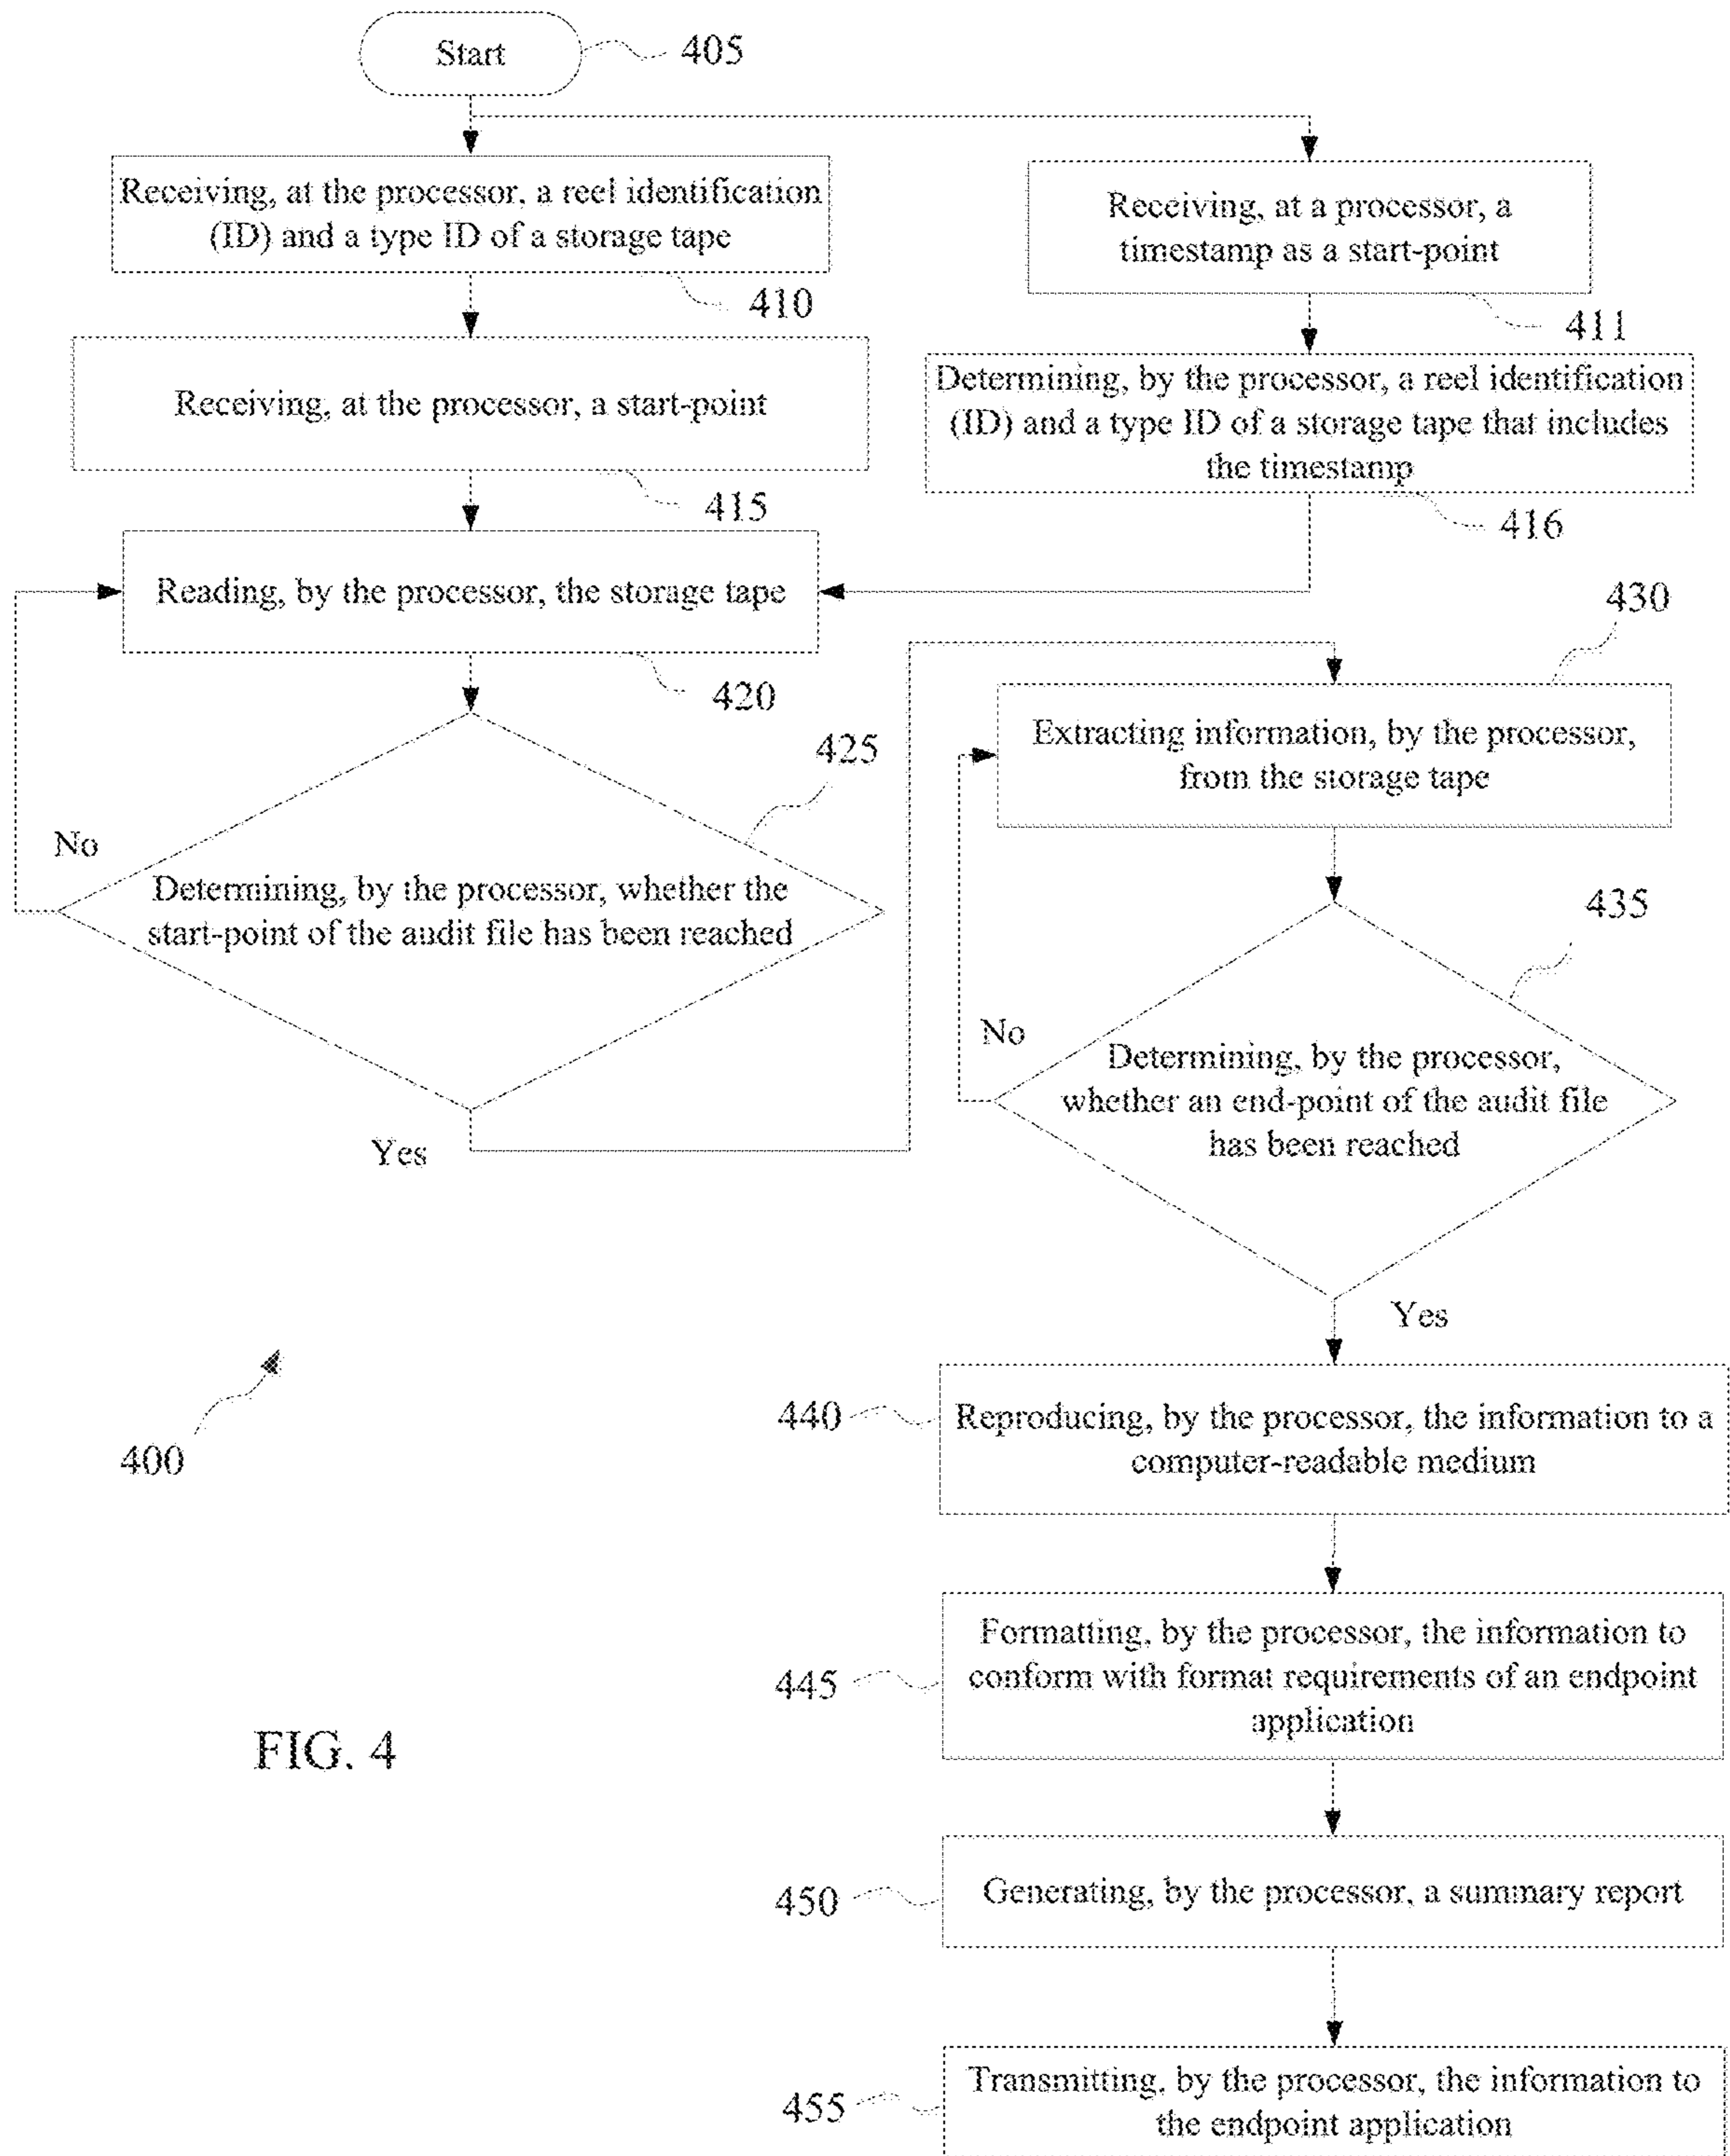 Start
405
Receiving, at the processor, a reel identification
(ID) and a type ID of a storage tape
410
Receiving, at a processor, a
timestamp as a start-point
411
Receiving, at the processor, a start-point
415
Determining, by the processor, a reel identification
(ID) and a type ID of a storage tape that includes
the timestamp
416
Reading, by the processor, the storage tape
420
430
Extracting information, by the processor,
from the storage tape
425
No
Determining, by the processor, whether the
start-point of the audit file has been reached
Yes
435
No
Determining, by the processor,
whether an end-point of the audit file
has been reached
Yes
400
440
Reproducing, by the processor, the information to a
computer-readable medium
445
Formatting, by the processor, the information to
conform with format requirements of an endpoint
application
FIG. 4
450
Generating, by the processor, a summary report
455
Transmitting, by the processor, the information to
the endpoint application